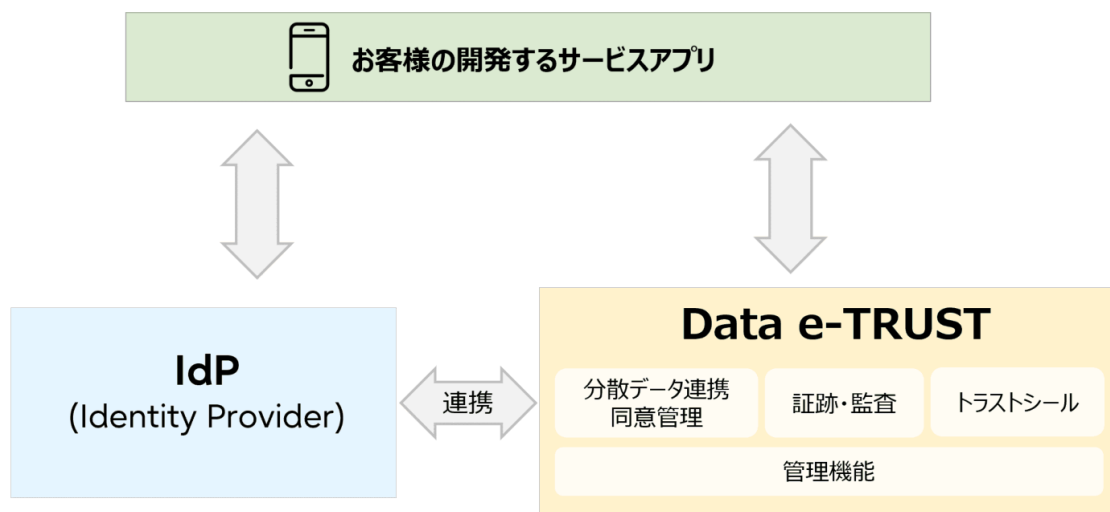 お客様の開発するサービスアプリ
IdP
(Identity Provider)
連携
Data e-TRUST
分散データ連携
同意管理
証跡・監査
トラストシール
管理機能